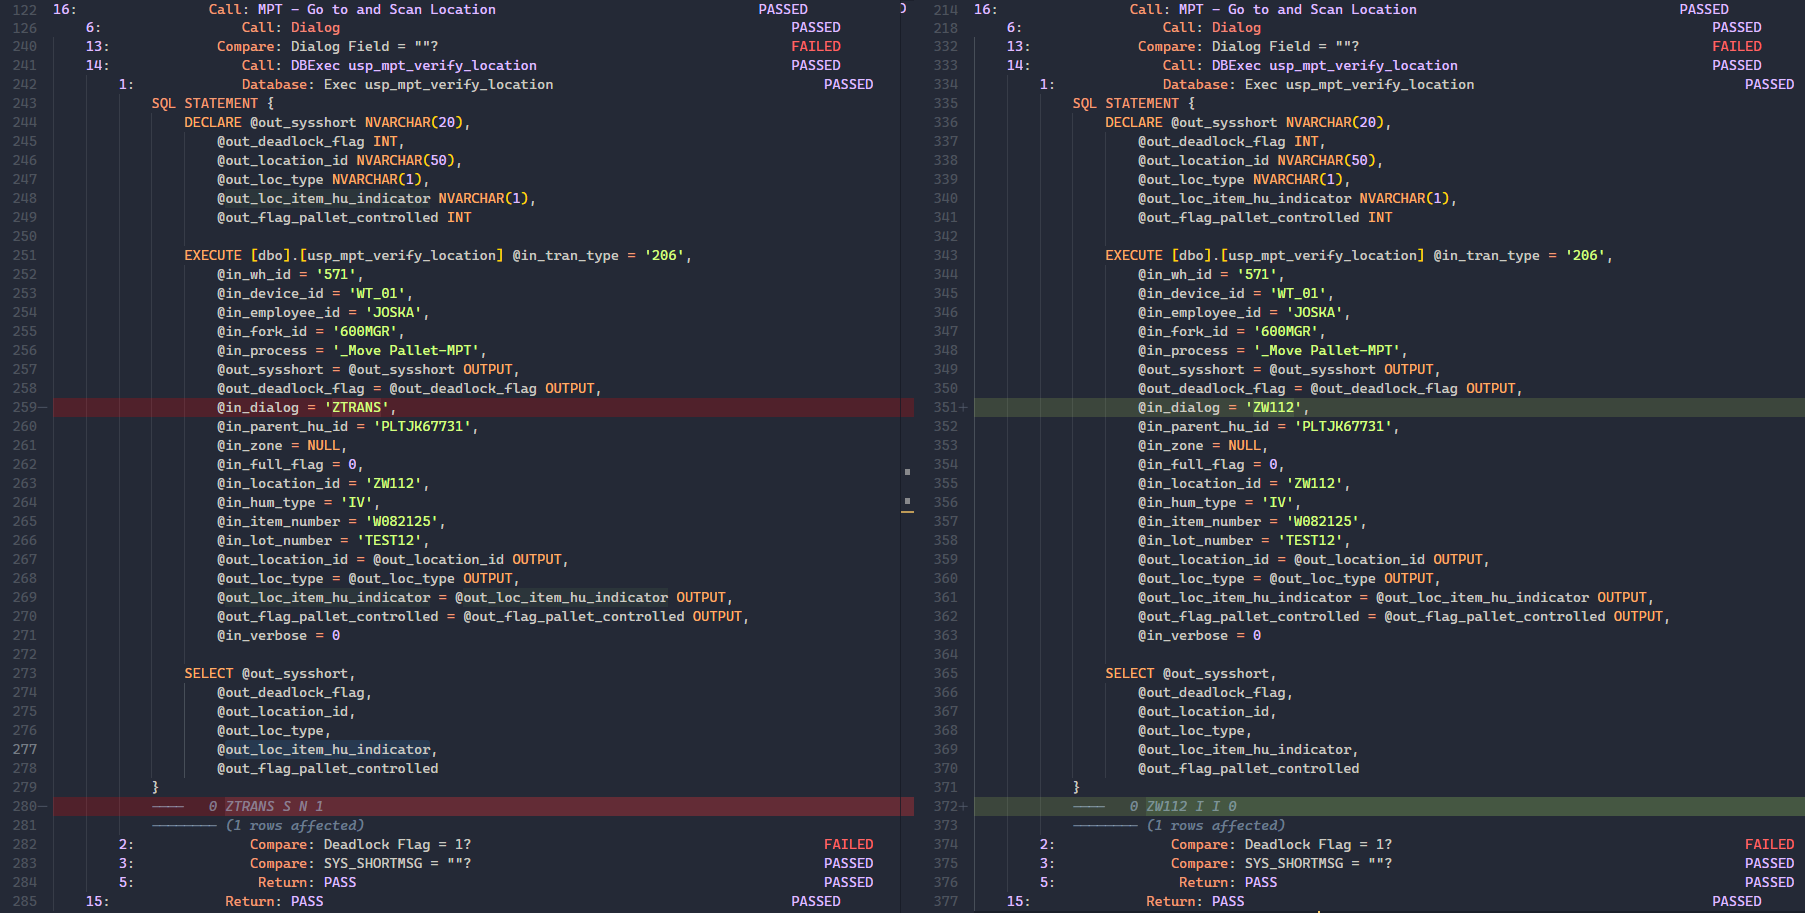 122 16: Call: MPT - Go to and Scan Location PASSED
126 6: Call: Dialog PASSED
240 13: Compare: Dialog Field = ""? FAILED
241 14: Call: DBExec usp_mpt_verify_location PASSED
242 1: Database: Exec usp_mpt_verify_location PASSED
243 SQL STATEMENT {
244 DECLARE @out_sysshort NVARCHAR(20),
245 @out_deadlock_flag INT,
246 @out_location_id NVARCHAR(50),
247 @out_loc_type NVARCHAR(1),
248 @out_loc_item_hu_indicator NVARCHAR(1),
249 @out_flag_pallet_controlled INT
250
251 EXECUTE [dbo].[usp_mpt_verify_location] @in_tran_type = '206',
252 @in_wh_id = '571',
253 @in_device_id = 'WT_01',
254 @in_employee_id = 'JOSKA',
255 @in_fork_id = '600MGR',
256 @in_process = '_Move Pallet-MPT',
257 @out_sysshort = @out_sysshort OUTPUT,
258 @out_deadlock_flag = @out_deadlock_flag OUTPUT,
259— @in_dialog = 'ZTRANS',
260 @in_parent_hu_id = 'PLTJK67731',
261 @in_zone = NULL,
262 @in_full_flag = 0,
263 @in_location_id = 'ZW112',
264 @in_hum_type = 'IV',
265 @in_item_number = 'W082125',
266 @in_lot_number = 'TEST12',
267 @out_location_id = @out_location_id OUTPUT,
268 @out_loc_type = @out_loc_type OUTPUT,
269 @out_loc_item_hu_indicator = @out_loc_item_hu_indicator OUTPUT,
270 @out_flag_pallet_controlled = @out_flag_pallet_controlled OUTPUT,
271 @in_verbose = 0
272
273 SELECT @out_sysshort,
274 @out_deadlock_flag,
275 @out_location_id,
276 @out_loc_type,
277 @out_loc_item_hu_indicator,
278 @out_flag_pallet_controlled
279 }
280— ---- 0 ZTRANS S N 1
281 -------- (1 rows affected)
282 2: Compare: Deadlock Flag = 1? FAILED
283 3: Compare: SYS_SHORTMSG = ""? PASSED
284 5: Return: PASS PASSED
285 15: Return: PASS PASSED
214 16: Call: MPT - Go to and Scan Location PASSED
218 6: Call: Dialog PASSED
332 13: Compare: Dialog Field = ""? FAILED
333 14: Call: DBExec usp_mpt_verify_location PASSED
334 1: Database: Exec usp_mpt_verify_location PASSED
335 SQL STATEMENT {
336 DECLARE @out_sysshort NVARCHAR(20),
337 @out_deadlock_flag INT,
338 @out_location_id NVARCHAR(50),
339 @out_loc_type NVARCHAR(1),
340 @out_loc_item_hu_indicator NVARCHAR(1),
341 @out_flag_pallet_controlled INT
342
343 EXECUTE [dbo].[usp_mpt_verify_location] @in_tran_type = '206',
344 @in_wh_id = '571',
345 @in_device_id = 'WT_01',
346 @in_employee_id = 'JOSKA',
347 @in_fork_id = '600MGR',
348 @in_process = '_Move Pallet-MPT',
349 @out_sysshort = @out_sysshort OUTPUT,
350 @out_deadlock_flag = @out_deadlock_flag OUTPUT,
351+ @in_dialog = 'ZW112',
352 @in_parent_hu_id = 'PLTJK67731',
353 @in_zone = NULL,
354 @in_full_flag = 0,
355 @in_location_id = 'ZW112',
356 @in_hum_type = 'IV',
357 @in_item_number = 'W082125',
358 @in_lot_number = 'TEST12',
359 @out_location_id = @out_location_id OUTPUT,
360 @out_loc_type = @out_loc_type OUTPUT,
361 @out_loc_item_hu_indicator = @out_loc_item_hu_indicator OUTPUT,
362 @out_flag_pallet_controlled = @out_flag_pallet_controlled OUTPUT,
363 @in_verbose = 0
364
365 SELECT @out_sysshort,
366 @out_deadlock_flag,
367 @out_location_id,
368 @out_loc_type,
369 @out_loc_item_hu_indicator,
370 @out_flag_pallet_controlled
371 }
372+ ---- 0 ZW112 I I 0
373 -------- (1 rows affected)
374 2: Compare: Deadlock Flag = 1? FAILED
375 3: Compare: SYS_SHORTMSG = ""? PASSED
376 5: Return: PASS PASSED
377 15: Return: PASS PASSED